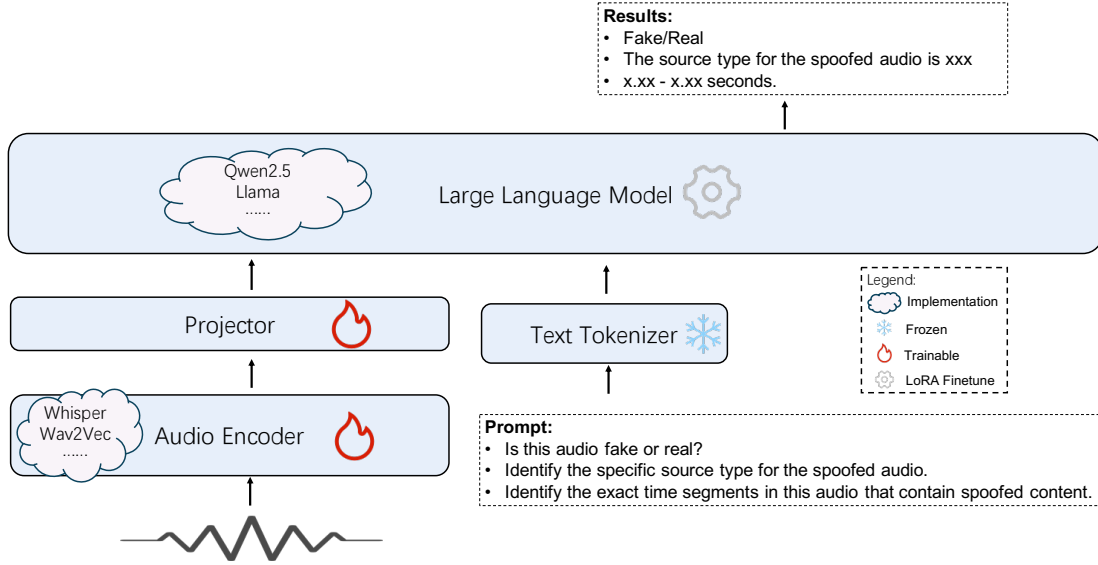 Results:
• Fake/Real
• The source type for the spoofed audio is xxx
• x.xx - x.xx seconds.
Qwen2.5
Llama
……
Large Language Model
Projector
Text Tokenizer
Legend:
Implementation
Frozen
Trainable
LoRA Finetune
Whisper
Wav2Vec
……
Audio Encoder
Prompt:
• Is this audio fake or real?
• Identify the specific source type for the spoofed audio.
• Identify the exact time segments in this audio that contain spoofed content.